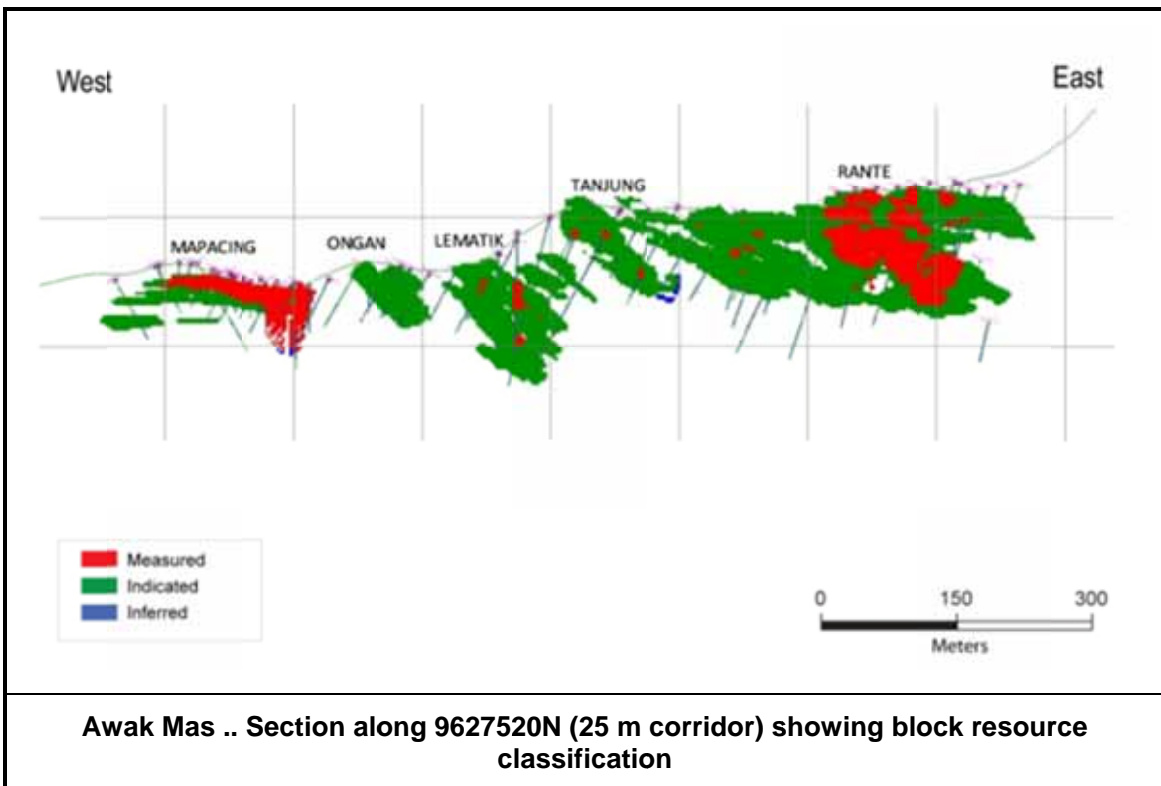 West
East
RANTE
TANJUNG
MAPACING
ONGAN
LEMATIK
Measured
Indicated
Inferred
0 150 300
Meters
Awak Mas .. Section along 9627520N (25 m corridor) showing block resource
classification